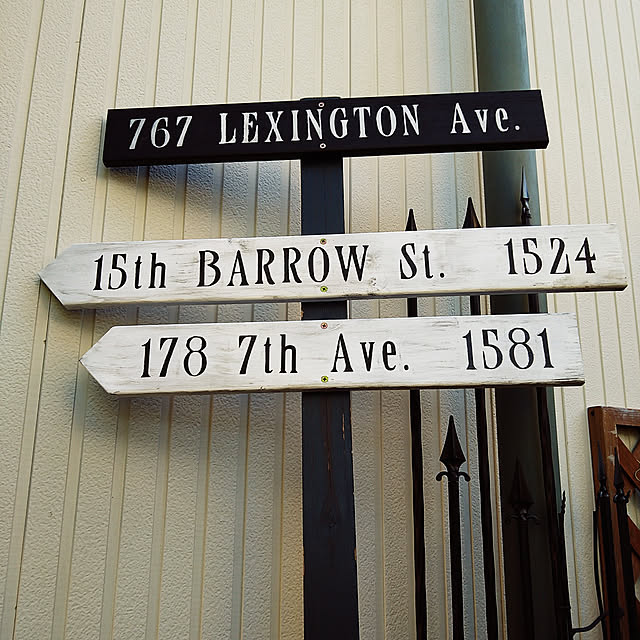 767 LEXINGTON Ave.
15th BARROW St. 1524
178 7th Ave. 1581